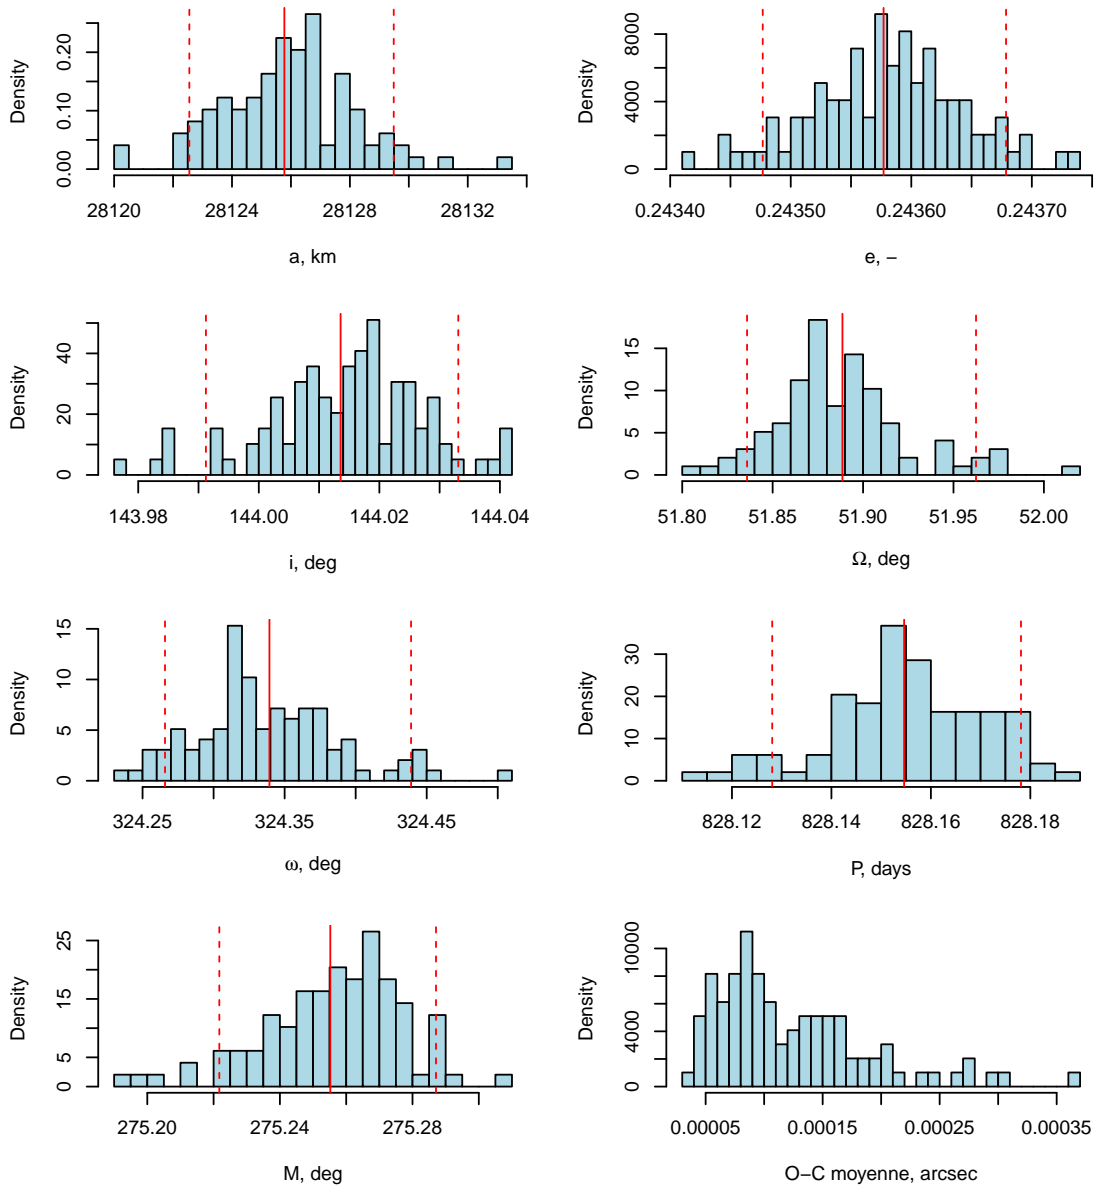 Density
0.00 0.10 0.20
28120 28124 28128 28132
a, km
Density
0 4000 8000
0.24340 0.24350 0.24360 0.24370
e, −
Density
0 20 40
143.98 144.00 144.02 144.04
i, deg
Density
0 5 10 15
51.80 51.85 51.90 51.95 52.00
Ω, deg
Density
0 5 10 15
324.25 324.35 324.45
ω, deg
Density
0 10 20 30
828.12 828.14 828.16 828.18
P, days
Density
0 5 15 25
275.20 275.24 275.28
M, deg
Density
0 4000 10000
0.00005 0.00015 0.00025 0.00035
O−C moyenne, arcsec